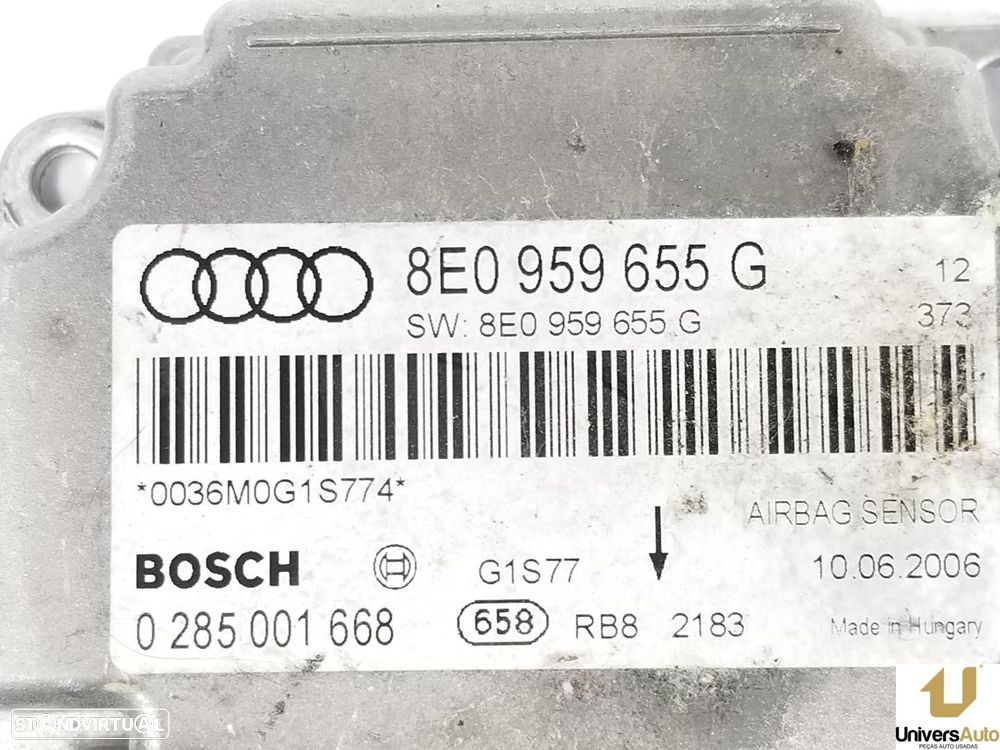 8E0 959 655 G
12
SW: 8E0 959 655 G
373
*0036M0G1S774*
AIRBAG SENSOR
BOSCH
G1S77
10.06.2006
0 285 001 668
658
RB8 2183
Made in Hungary
STANDVIRTUAL
UniversAuto
PEÇAS AUTO USADAS